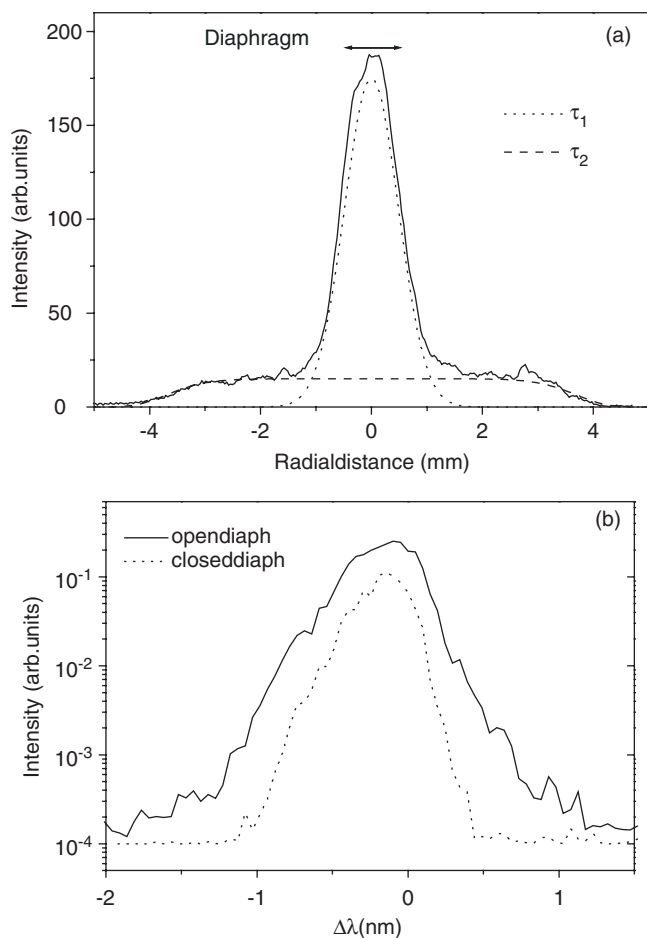 200
Diaphragm
(a)
150
τ1
τ2
100
50
0
Intensity (arb.units)
-4 -2 0 2 4
Radialdistance (mm)
(b)
opendiaph
closeddiaph
10-1
10-2
10-3
10-4
Intensity (arb.units)
-2 -1 0 1
Δλ(nm)